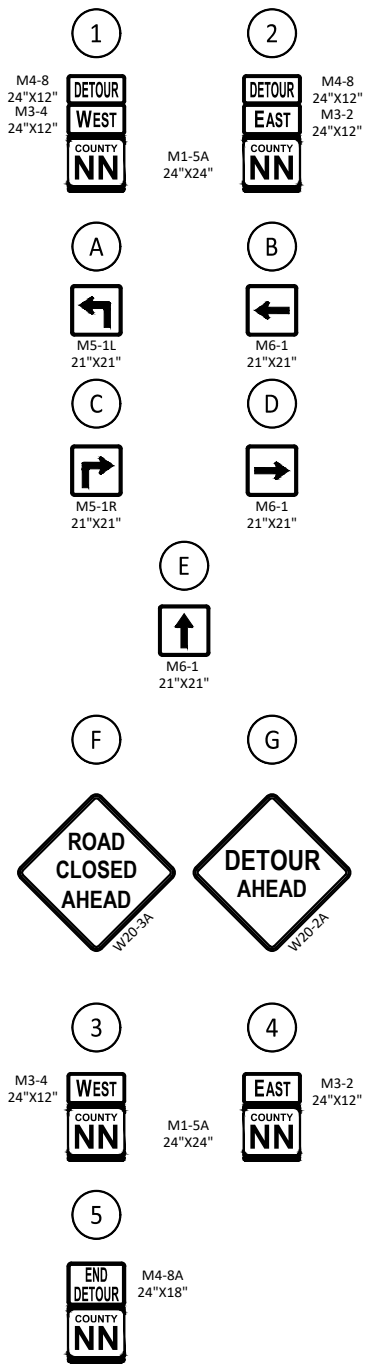 1
2
M4-8
24"X12"
M3-4
24"X12"
DETOUR
WEST
COUNTY
NN
M1-5A
24"X24"
DETOUR
EAST
COUNTY
NN
M4-8
24"X12"
M3-2
24"X12"
A
B
M5-1L
21"X21"
M6-1
21"X21"
C
D
M5-1R
21"X21"
M6-1
21"X21"
E
M6-1
21"X21"
F
G
ROAD
CLOSED
AHEAD
W20-3A
DETOUR
AHEAD
W20-2A
3
4
M3-4
24"X12"
WEST
COUNTY
NN
M1-5A
24"X24"
EAST
COUNTY
NN
M3-2
24"X12"
5
END
DETOUR
COUNTY
NN
M4-8A
24"X18"